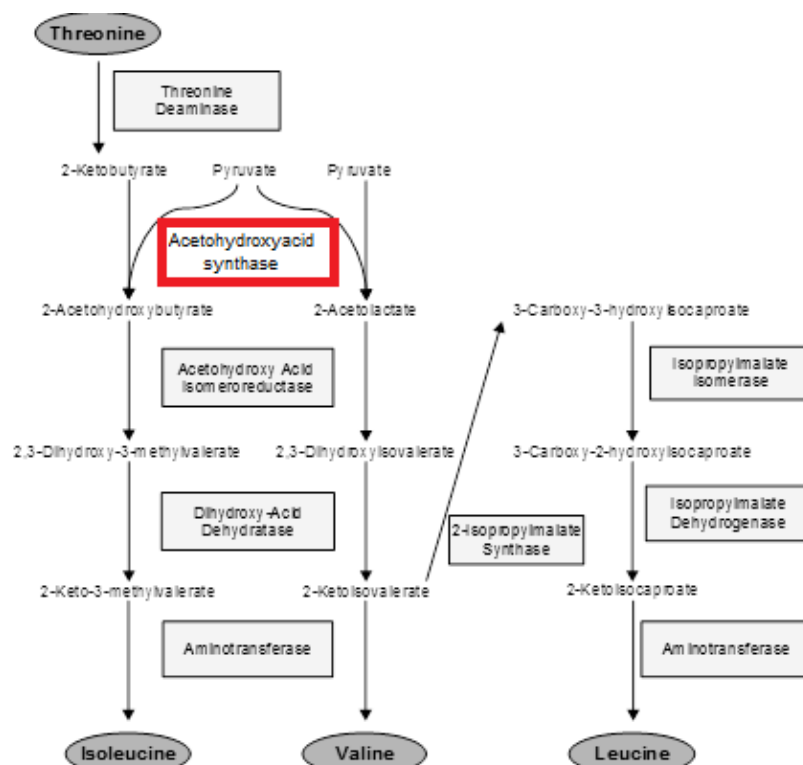 Threonine
Threonine
Deaminase
2-Ketobutyrate
Pyruvate
Pyruvate
Acetohydroxyacid
synthase
2-Acetohydroxybutyrate
2-Acetolactate
3-Carboxy-3-hydroxyisocaproate
Acetohydroxy Acid
Isomeroreductase
Isopropylmalate
Isomerase
2,3-Dihydroxy-3-methylvalerate
2,3-Dihydroxyisovalerate
3-Carboxy-2-hydroxyisocaproate
Dihydroxy-Acid
Dehydratase
2-Isopropylmalate
Synthase
Isopropylmalate
Dehydrogenase
2-Keto-3-methylvalerate
2-Ketoisovalerate
2-Ketoisocaproate
Aminotransferase
Aminotransferase
Isoleucine
Valine
Leucine